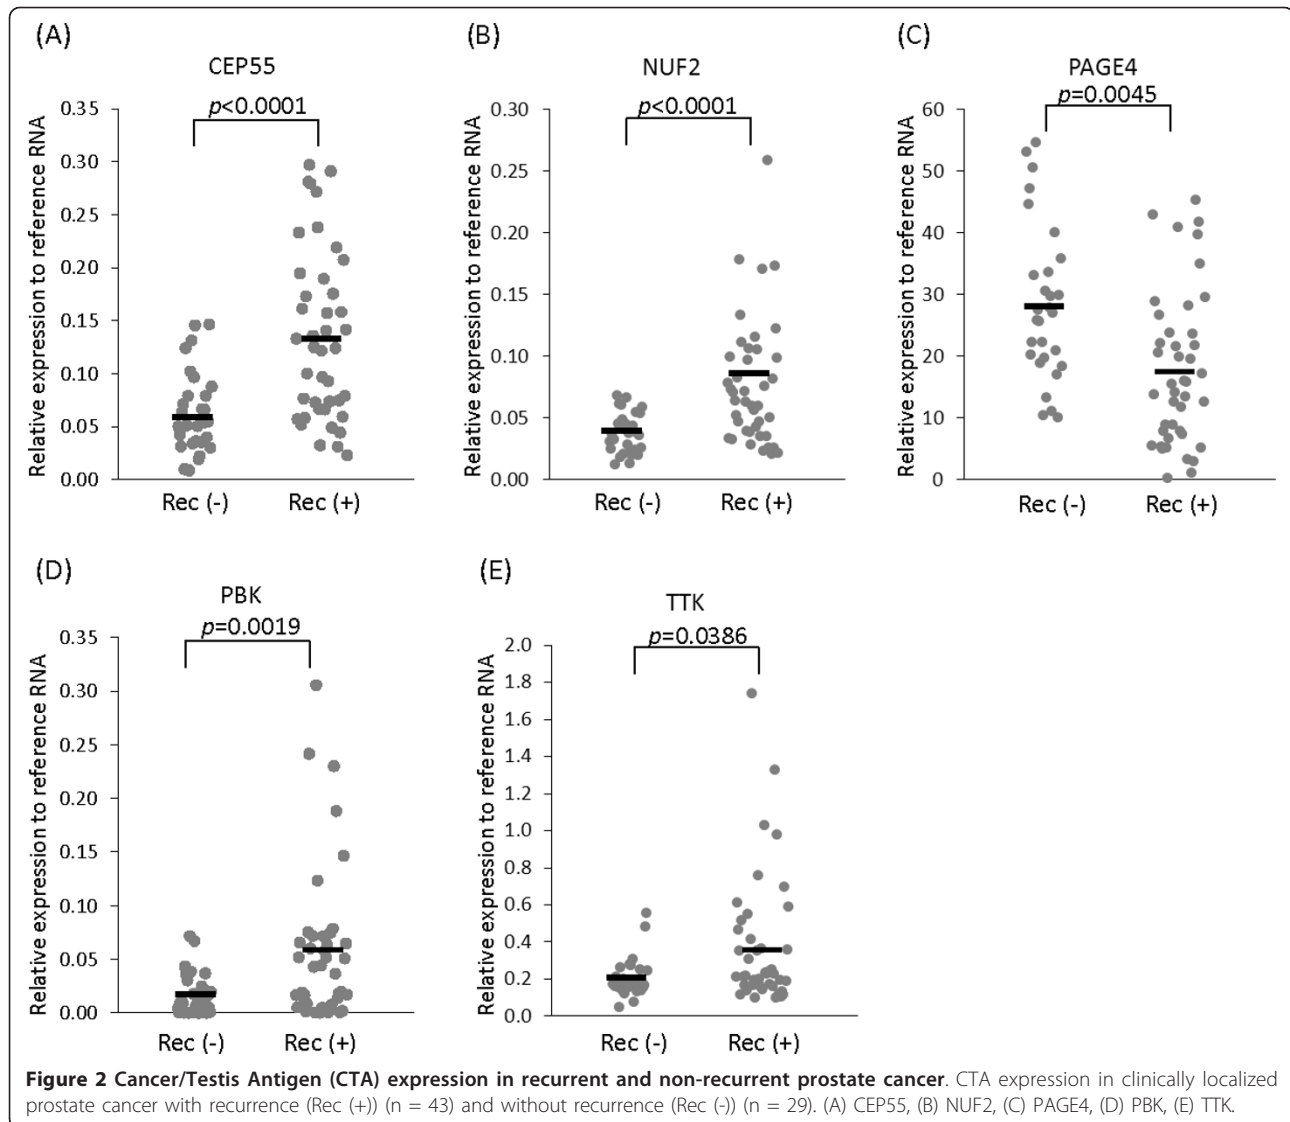 (A)
CEP55
p<0.0001
Relative expression to reference RNA
0.35
0.30
0.25
0.20
0.15
0.10
0.05
0.00
Rec (-) Rec (+)
(B)
NUF2
p<0.0001
Relative expression to reference RNA
0.30
0.25
0.20
0.15
0.10
0.05
0.00
Rec (-) Rec (+)
(C)
PAGE4
p=0.0045
Relative expression to reference RNA
60
50
40
30
20
10
0
Rec (-) Rec (+)
(D)
PBK
p=0.0019
Relative expression to reference RNA
0.35
0.30
0.25
0.20
0.15
0.10
0.05
0.00
Rec (-) Rec (+)
(E)
TTK
p=0.0386
Relative expression to reference RNA
2.0
1.8
1.6
1.4
1.2
1.0
0.8
0.6
0.4
0.2
0.0
Rec (-) Rec (+)
Figure 2 Cancer/Testis Antigen (CTA) expression in recurrent and non-recurrent prostate cancer. CTA expression in clinically localized
prostate cancer with recurrence (Rec (+)) (n = 43) and without recurrence (Rec (-)) (n = 29). (A) CEP55, (B) NUF2, (C) PAGE4, (D) PBK, (E) TTK.